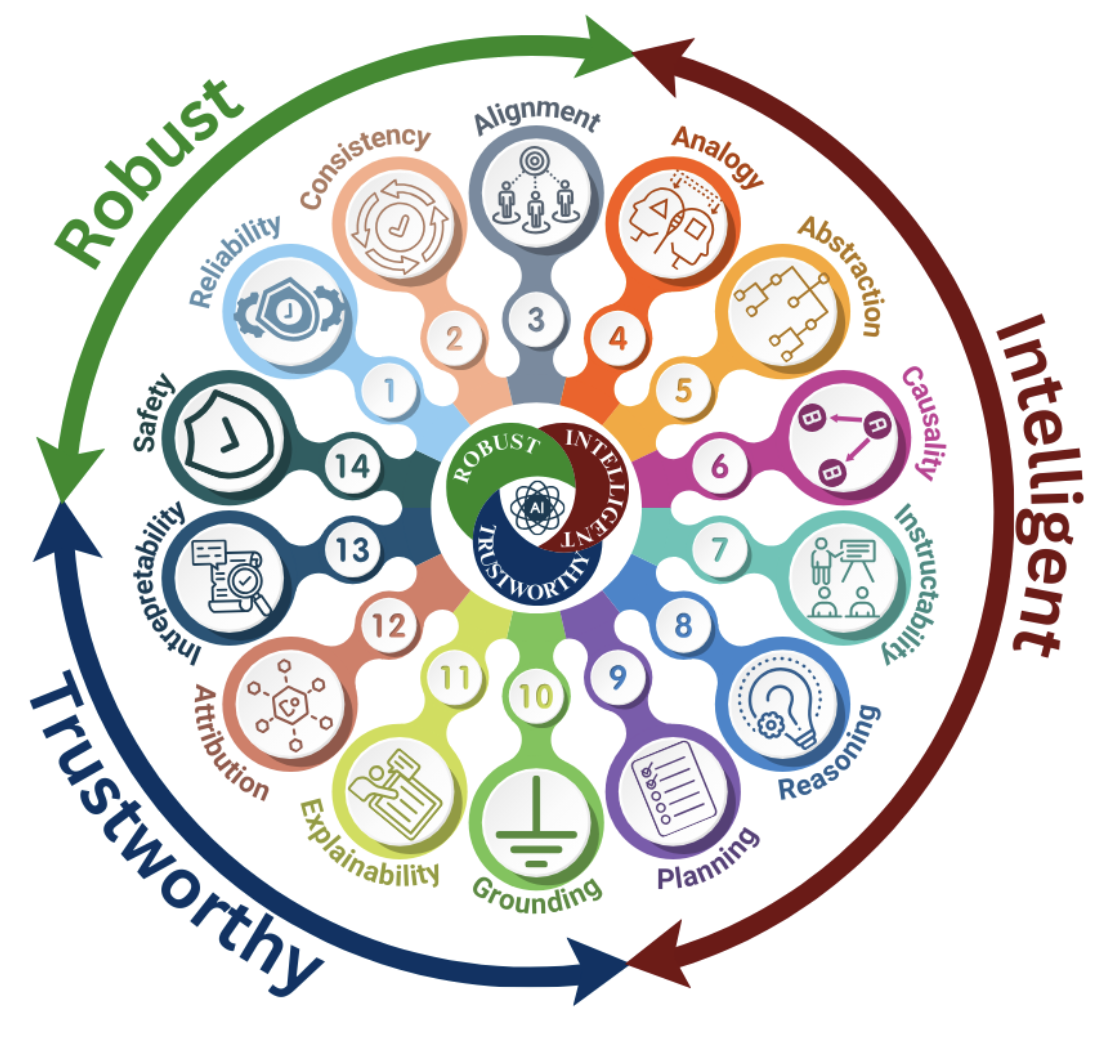 Robust
Intelligent
Trustworthy
Reliability
1
Consistency
2
Alignment
3
Analogy
4
Abstraction
5
Causality
6
B
A
B
Instructability
7
Reasoning
8
Planning
9
Grounding
10
Explainability
11
Attribution
12
Intrepretability
13
Safety
14
ROBUST
INTELLIGENT
TRUSTWORTHY
AI